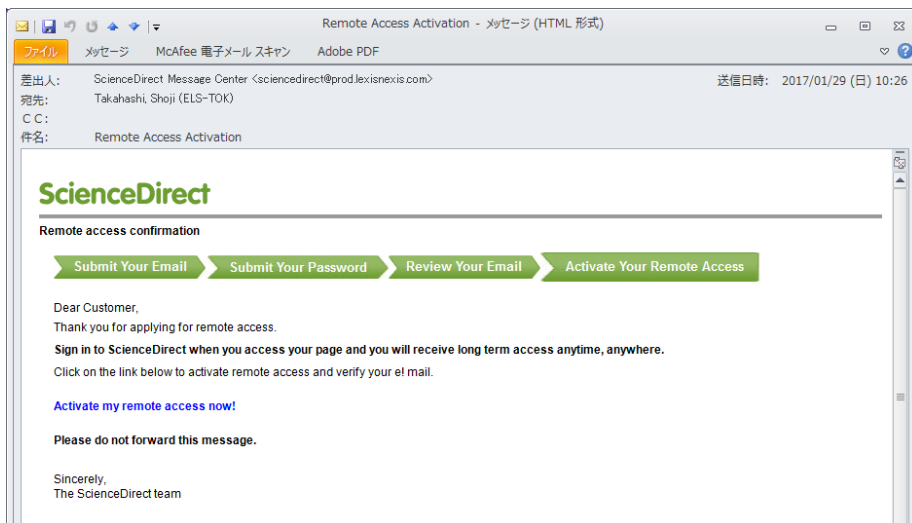 Remote Access Activation - メッセージ (HTML 形式)
ファイル メッセージ McAfee 電子メール スキャン Adobe PDF
差出人: ScienceDirect Message Center <sciencedirect@prod.lexisnexis.com> 送信日時: 2017/01/29 (日) 10:26
宛先: Takahashi, Shoji (ELS-TOK)
CC:
件名: Remote Access Activation
ScienceDirect
Remote access confirmation
Submit Your Email Submit Your Password Review Your Email Activate Your Remote Access
Dear Customer,
Thank you for applying for remote access.
Sign in to ScienceDirect when you access your page and you will receive long term access anytime, anywhere.
Click on the link below to activate remote access and verify your e! mail.
Activate my remote access now!
Please do not forward this message.
Sincerely,
The ScienceDirect team